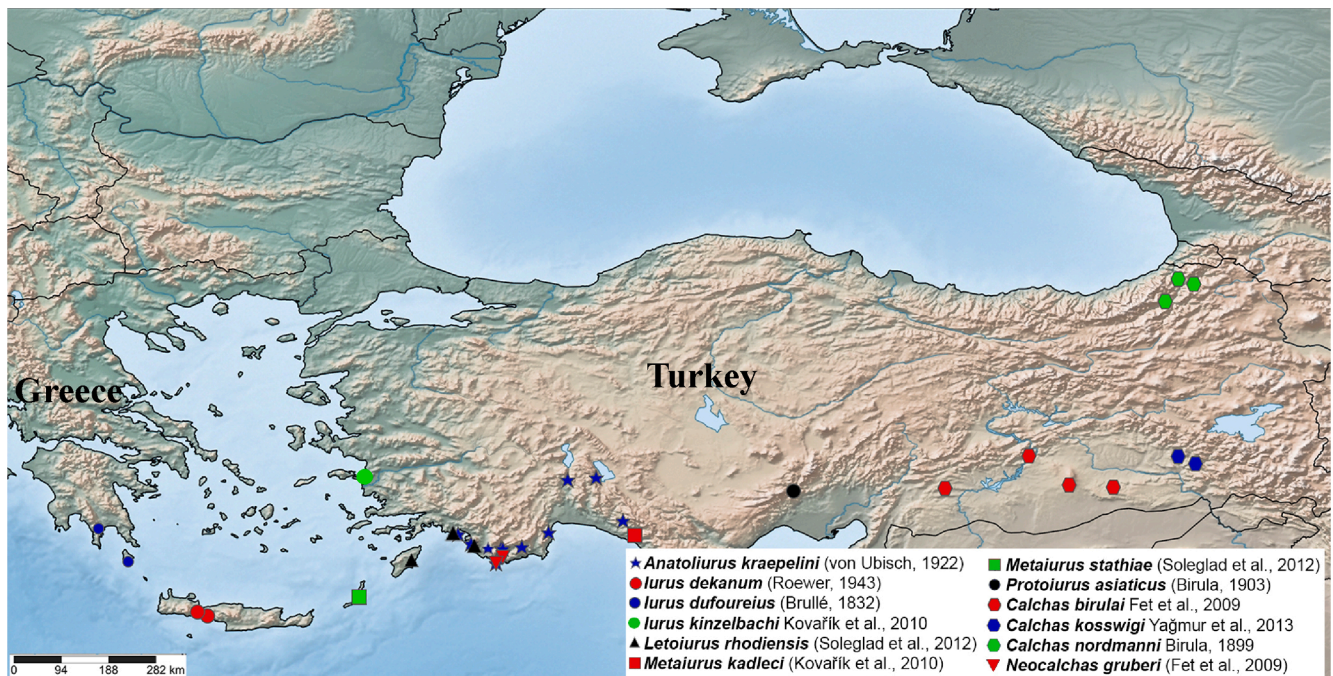 Greece
Turkey
Anatoliurus kraepelini (von Ubisch, 1922)
Iurus dekanum (Roewer, 1943)
Iurus dufoureius (Brullé, 1832)
Iurus kinzelbachi Kovařík et al., 2010
Letoiurus rhodiensis (Soleglad et al., 2012)
Metaiurus kadleci (Kovařík et al., 2010)
Metaiurus stathiae (Soleglad et al., 2012)
Protoiurus asiaticus (Birula, 1903)
Calchas birulai Fet et al., 2009
Calchas kosswigi Yağmur et al., 2013
Calchas nordmanni Birula, 1899
Neocalchas gruberi (Fet et al., 2009)
0 94 188 282 km